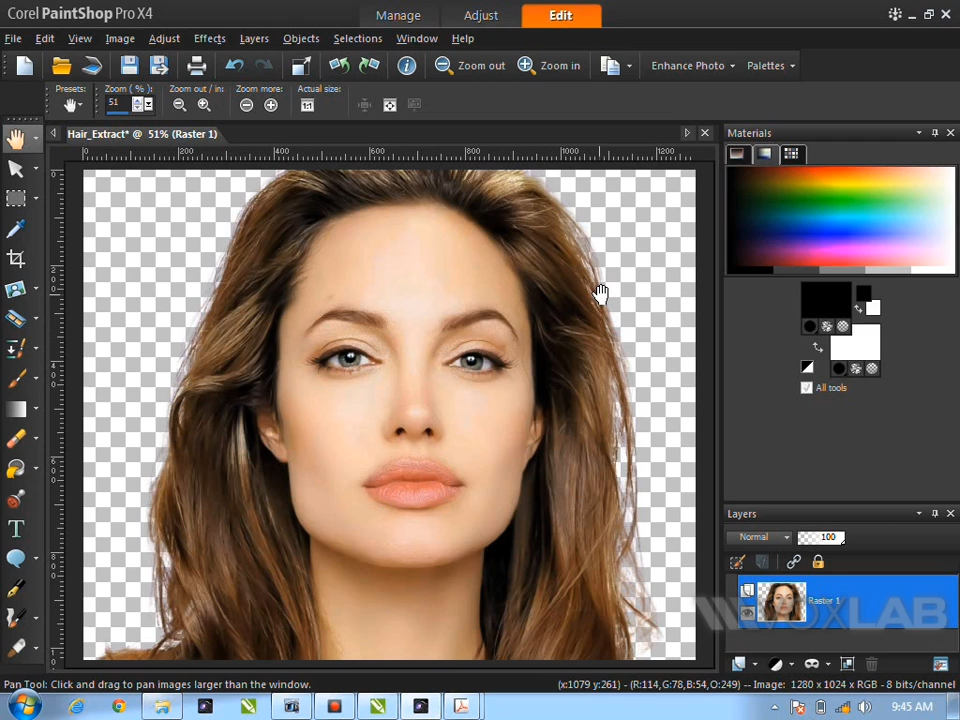 Corel PaintShop Pro X4
Manage Adjust Edit
File Edit View Image Adjust Effects Layers Objects Selections Window Help
Zoom out Zoom in Enhance Photo Palettes
Presets: Zoom ( % ): Zoom out / in: Zoom more: Actual size:
51
1:1
Hair_Extract* @ 51% (Raster 1)
Materials
0 200 400 600 800 1000 1200
All tools
Layers
Normal 100
Raster 1
VOXLAB
Pan Tool: Click and drag to pan images larger than the window.
(x:1079 y:261) - (R:114,G:78,B:54,O:249) -- Image: 1280 x 1024 x RGB - 8 bits/channel
9:45 AM